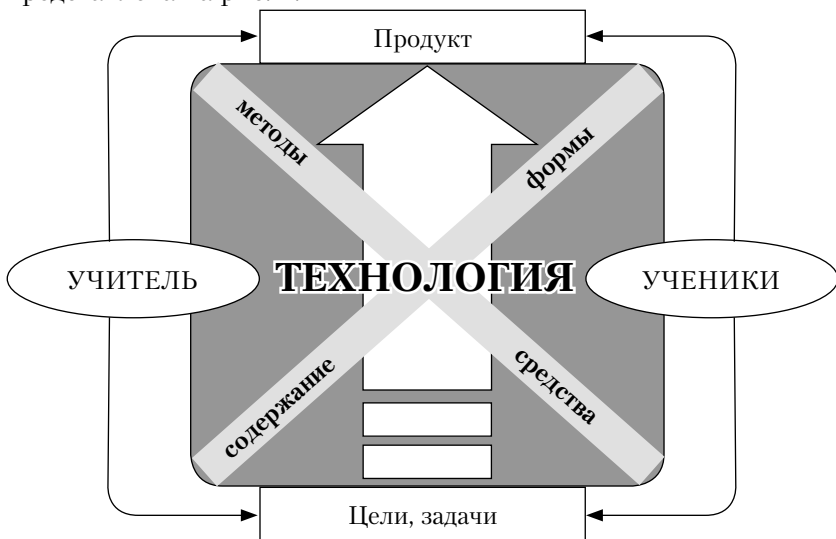 Продукт
методы
формы
УЧИТЕЛЬ
ТЕХНОЛОГИЯ
УЧЕНИКИ
содержание
средства
Цели, задачи